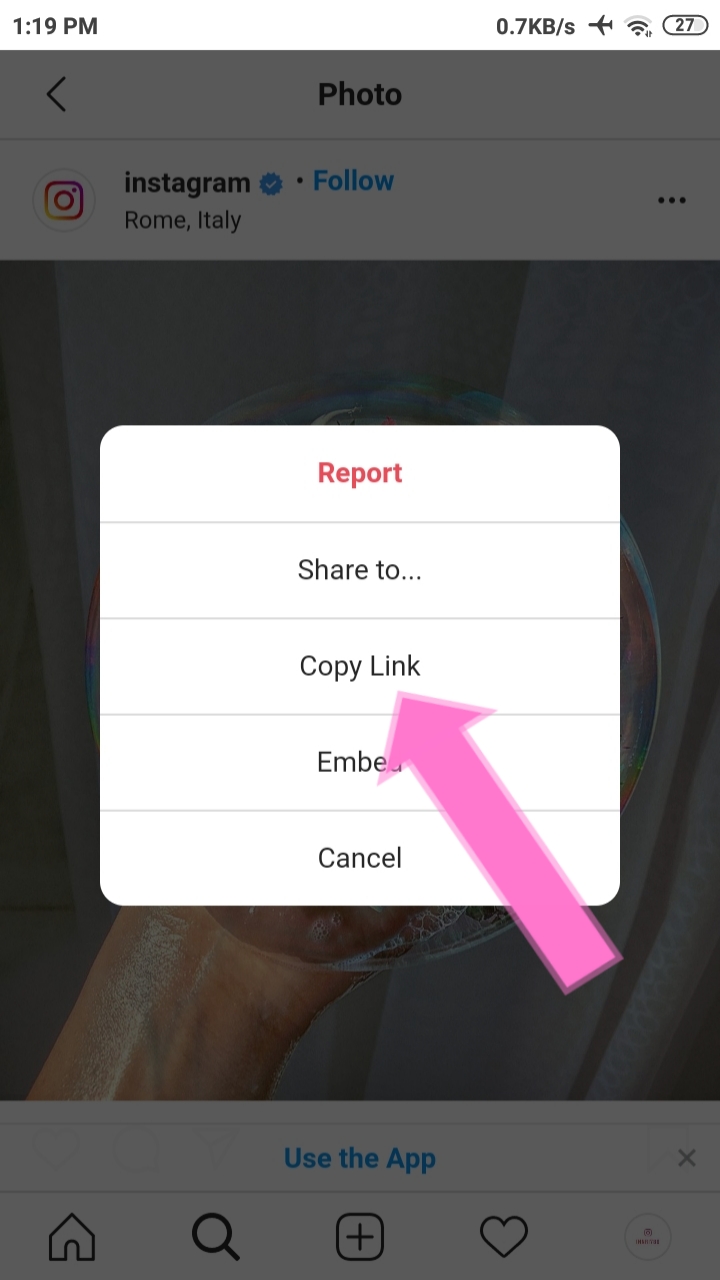 1:19 PM 0.7KB/s 27
Photo
instagram • Follow
Rome, Italy
Report
Share to...
Copy Link
Embed
Cancel
Use the App